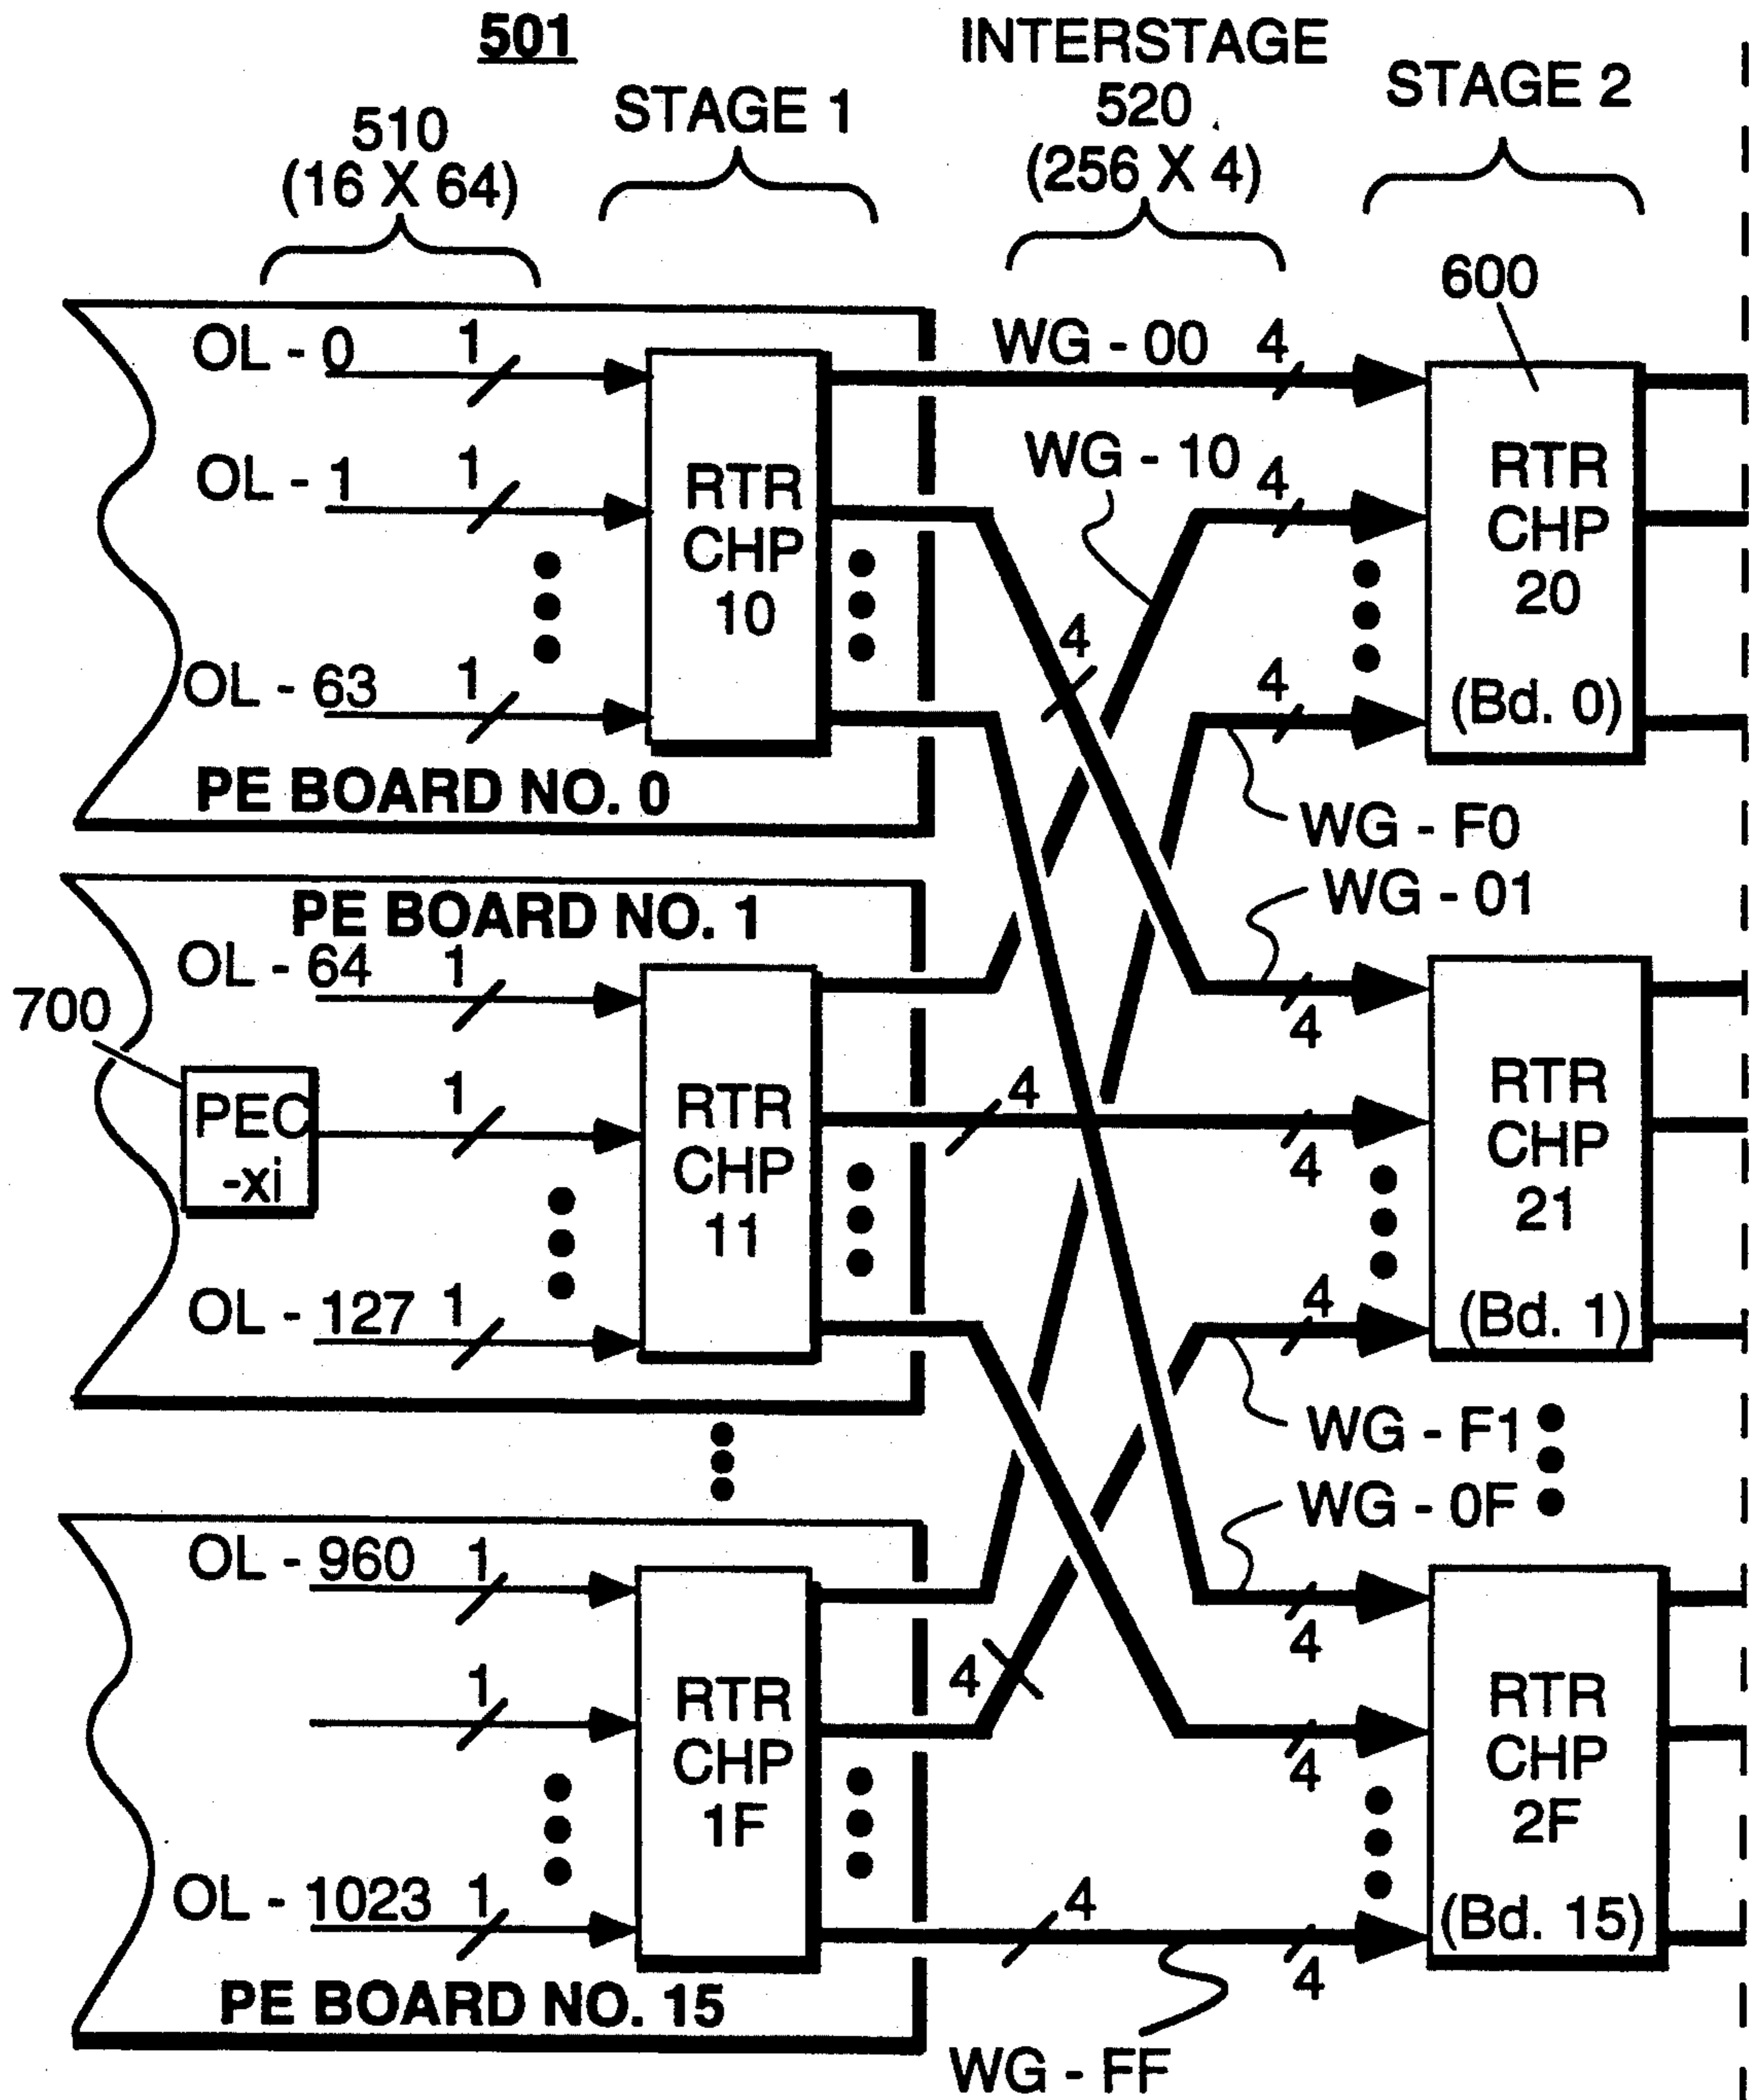 501
INTERSTAGE
520
(256 X 4)
STAGE 2
STAGE 1
510
(16 X 64)
600
OL - 0
1
WG - 00
4
OL - 1
1
WG - 10
4
RTR
CHP
10
RTR
CHP
20
(Bd. 0)
4
4
OL - 63
1
PE BOARD NO. 0
WG - F0
WG - 01
PE BOARD NO. 1
OL - 64
1
4
700
PEC
-xi
1
4
4
RTR
CHP
11
RTR
CHP
21
(Bd. 1)
OL - 127
1
4
WG - F1
WG - 0F
OL - 960
1
4
1
4
4
RTR
CHP
1F
RTR
CHP
2F
(Bd. 15)
OL - 1023
1
4
4
PE BOARD NO. 15
WG - FF